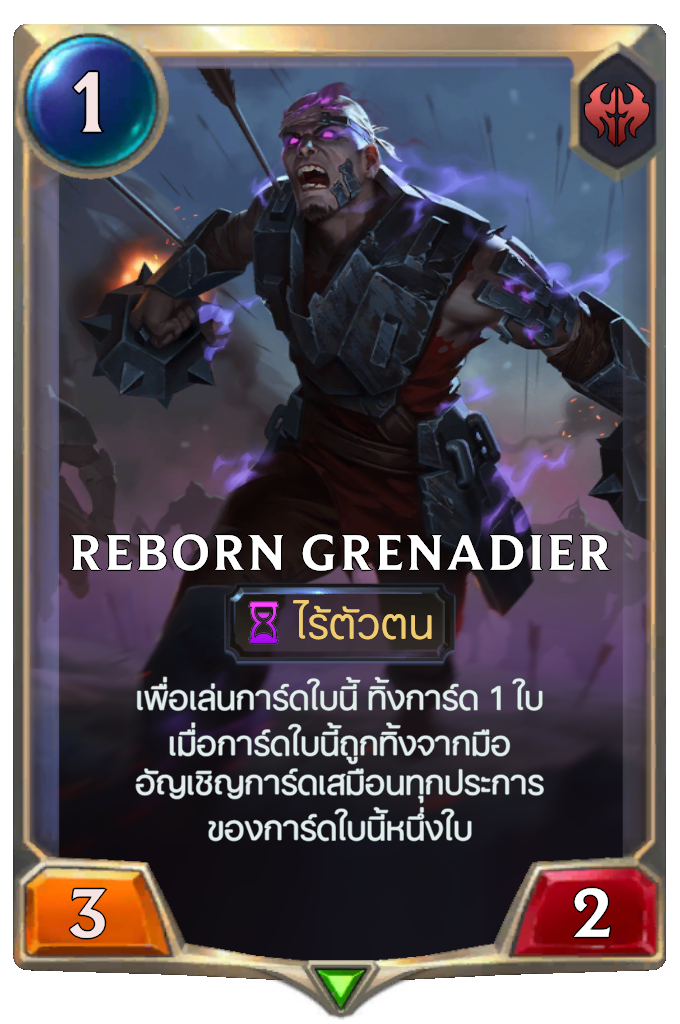 1
REBORN GRENADIER
ไร้ตัวตน
เพื่อเล่นการ์ดใบนี้ ทิ้งการ์ด 1 ใบ
เมื่อการ์ดใบนี้ถูกทิ้งจากมือ
อัญเชิญการ์ดเสมือนทุกประการ
ของการ์ดใบนี้หนึ่งใบ
3
2